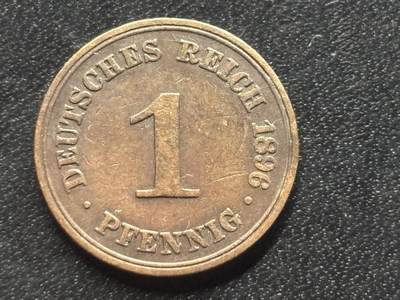 DEUTSCHES REICH 1896
1
· PFENNIG ·